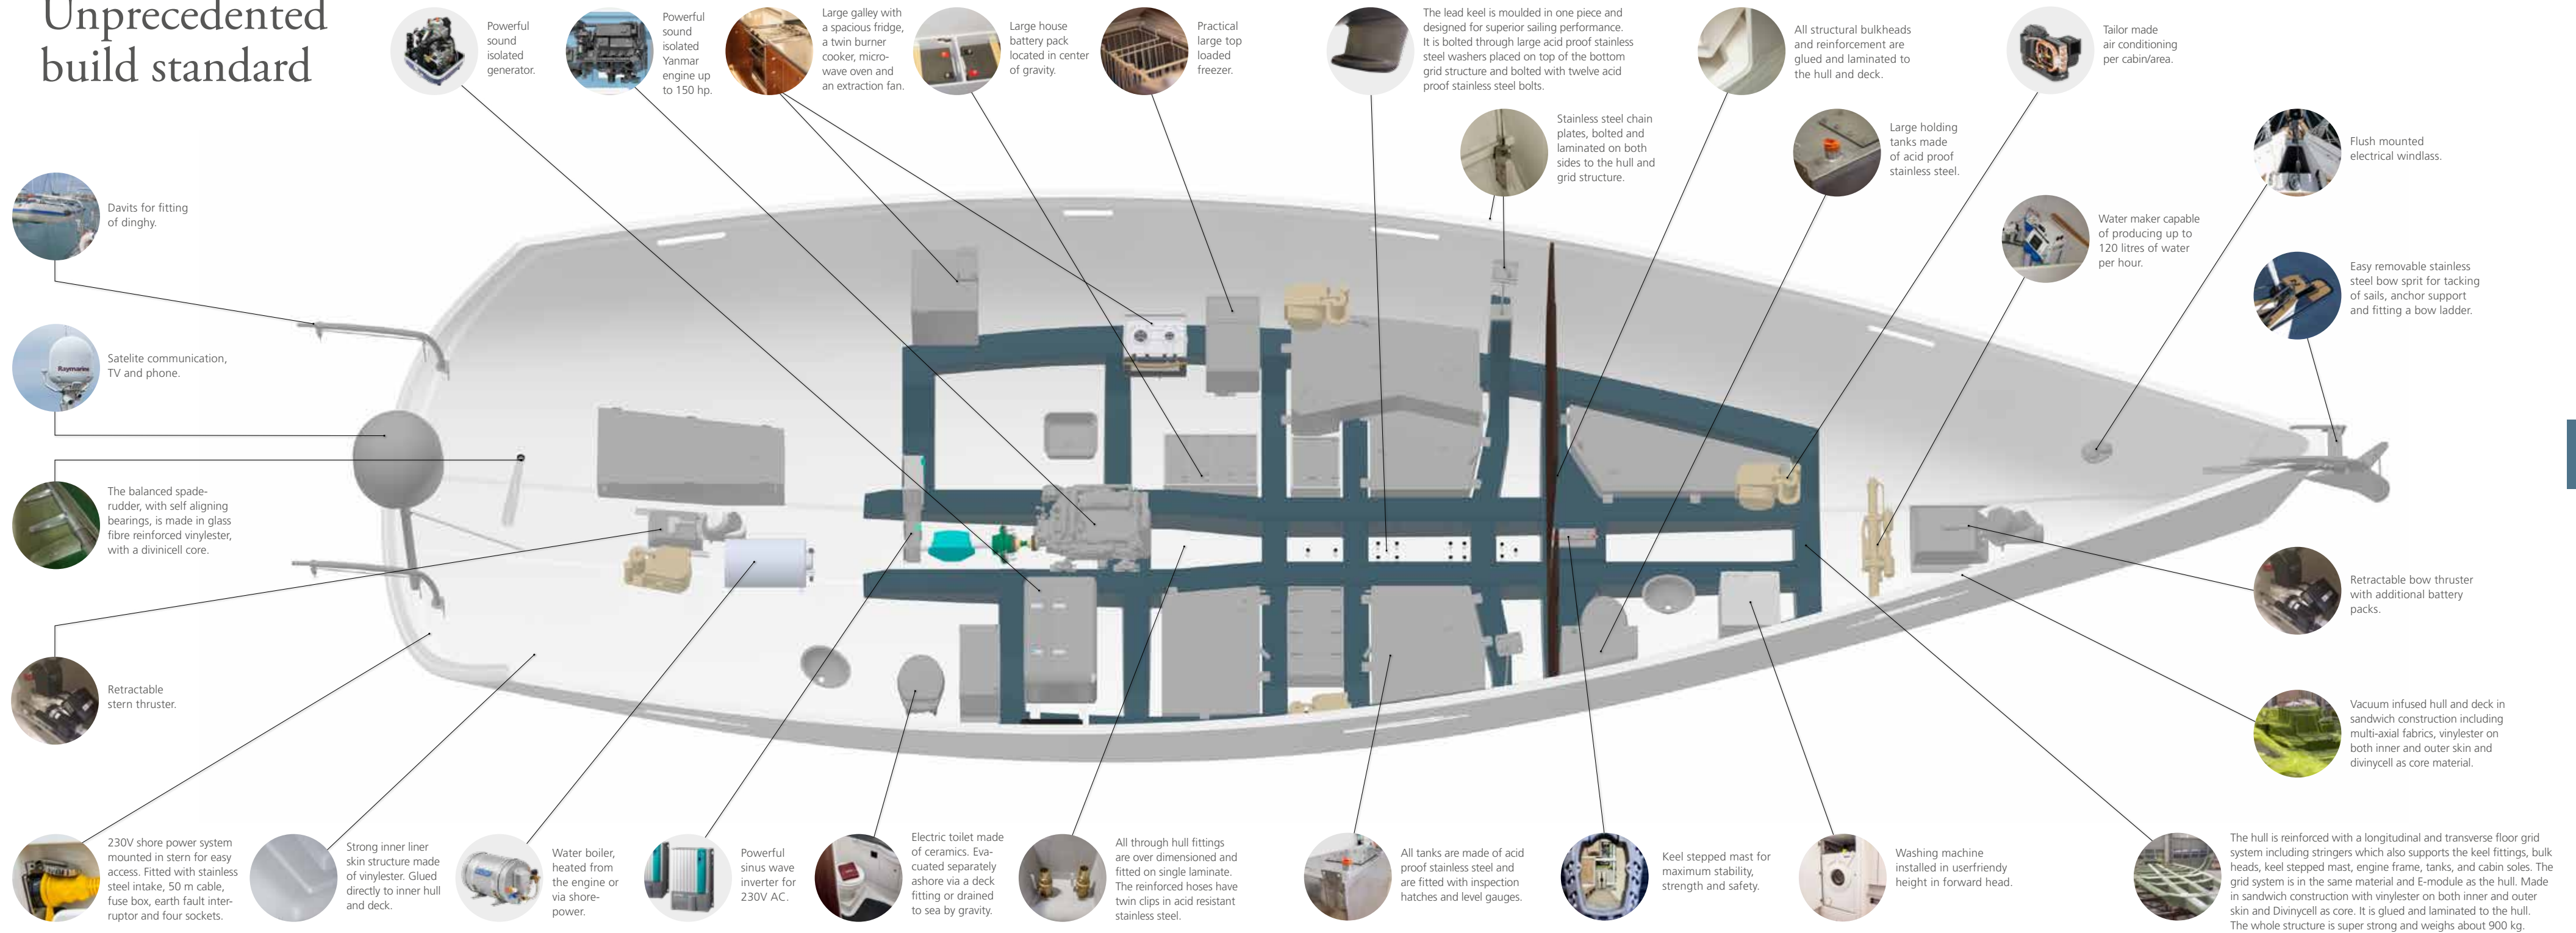 Unprecedented
build standard
Powerful
sound
isolated
generator.
Powerful
sound
isolated
Yanmar
engine up
to 150 hp.
Large galley with
a spacious fridge,
a twin burner
cooker, micro-
wave oven and
an extraction fan.
Large house
battery pack
located in center
of gravity.
Practical
large top
loaded
freezer.
The lead keel is moulded in one piece and
designed for superior sailing performance.
It is bolted through large acid proof stainless
steel washers placed on top of the bottom
grid structure and bolted with twelve acid
proof stainless steel bolts.
All structural bulkheads
and reinforcement are
glued and laminated to
the hull and deck.
Tailor made
air conditioning
per cabin/area.
Stainless steel chain
plates, bolted and
laminated on both
sides to the hull and
grid structure.
Large holding
tanks made
of acid proof
stainless steel.
Flush mounted
electrical windlass.
Davits for fitting
of dinghy.
Water maker capable
of producing up to
120 litres of water
per hour.
Easy removable stainless
steel bow sprit for tacking
of sails, anchor support
and fitting a bow ladder.
Raymarine
Satelite communication,
TV and phone.
The balanced spade-
rudder, with self aligning
bearings, is made in glass
fibre reinforced vinylester,
with a divinicell core.
Retractable bow thruster
with additional battery
packs.
Retractable
stern thruster.
Vacuum infused hull and deck in
sandwich construction including
multi-axial fabrics, vinylester on
both inner and outer skin and
divinycell as core material.
230V shore power system
mounted in stern for easy
access. Fitted with stainless
steel intake, 50 m cable,
fuse box, earth fault inter-
ruptor and four sockets.
Strong inner liner
skin structure made
of vinylester. Glued
directly to inner hull
and deck.
Water boiler,
heated from
the engine or
via shore-
power.
Powerful
sinus wave
inverter for
230V AC.
Electric toilet made
of ceramics. Eva-
cuated separately
ashore via a deck
fitting or drained
to sea by gravity.
All through hull fittings
are over dimensioned and
fitted on single laminate.
The reinforced hoses have
twin clips in acid resistant
stainless steel.
All tanks are made of acid
proof stainless steel and
are fitted with inspection
hatches and level gauges.
Keel stepped mast for
maximum stability,
strength and safety.
Washing machine
installed in userfriendy
height in forward head.
The hull is reinforced with a longitudinal and transverse floor grid
system including stringers which also supports the keel fittings, bulk
heads, keel stepped mast, engine frame, tanks, and cabin soles. The
grid system is in the same material and E-module as the hull. Made
in sandwich construction with vinylester on both inner and outer
skin and Divinycell as core. It is glued and laminated to the hull.
The whole structure is super strong and weighs about 900 kg.